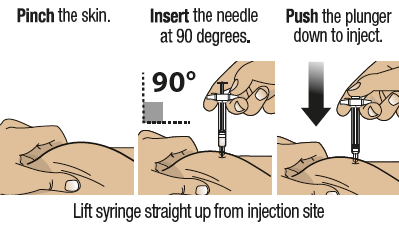 Pinch the skin.
Insert the needle
at 90 degrees.
Push the plunger
down to inject.
90°
Lift syringe straight up from injection site